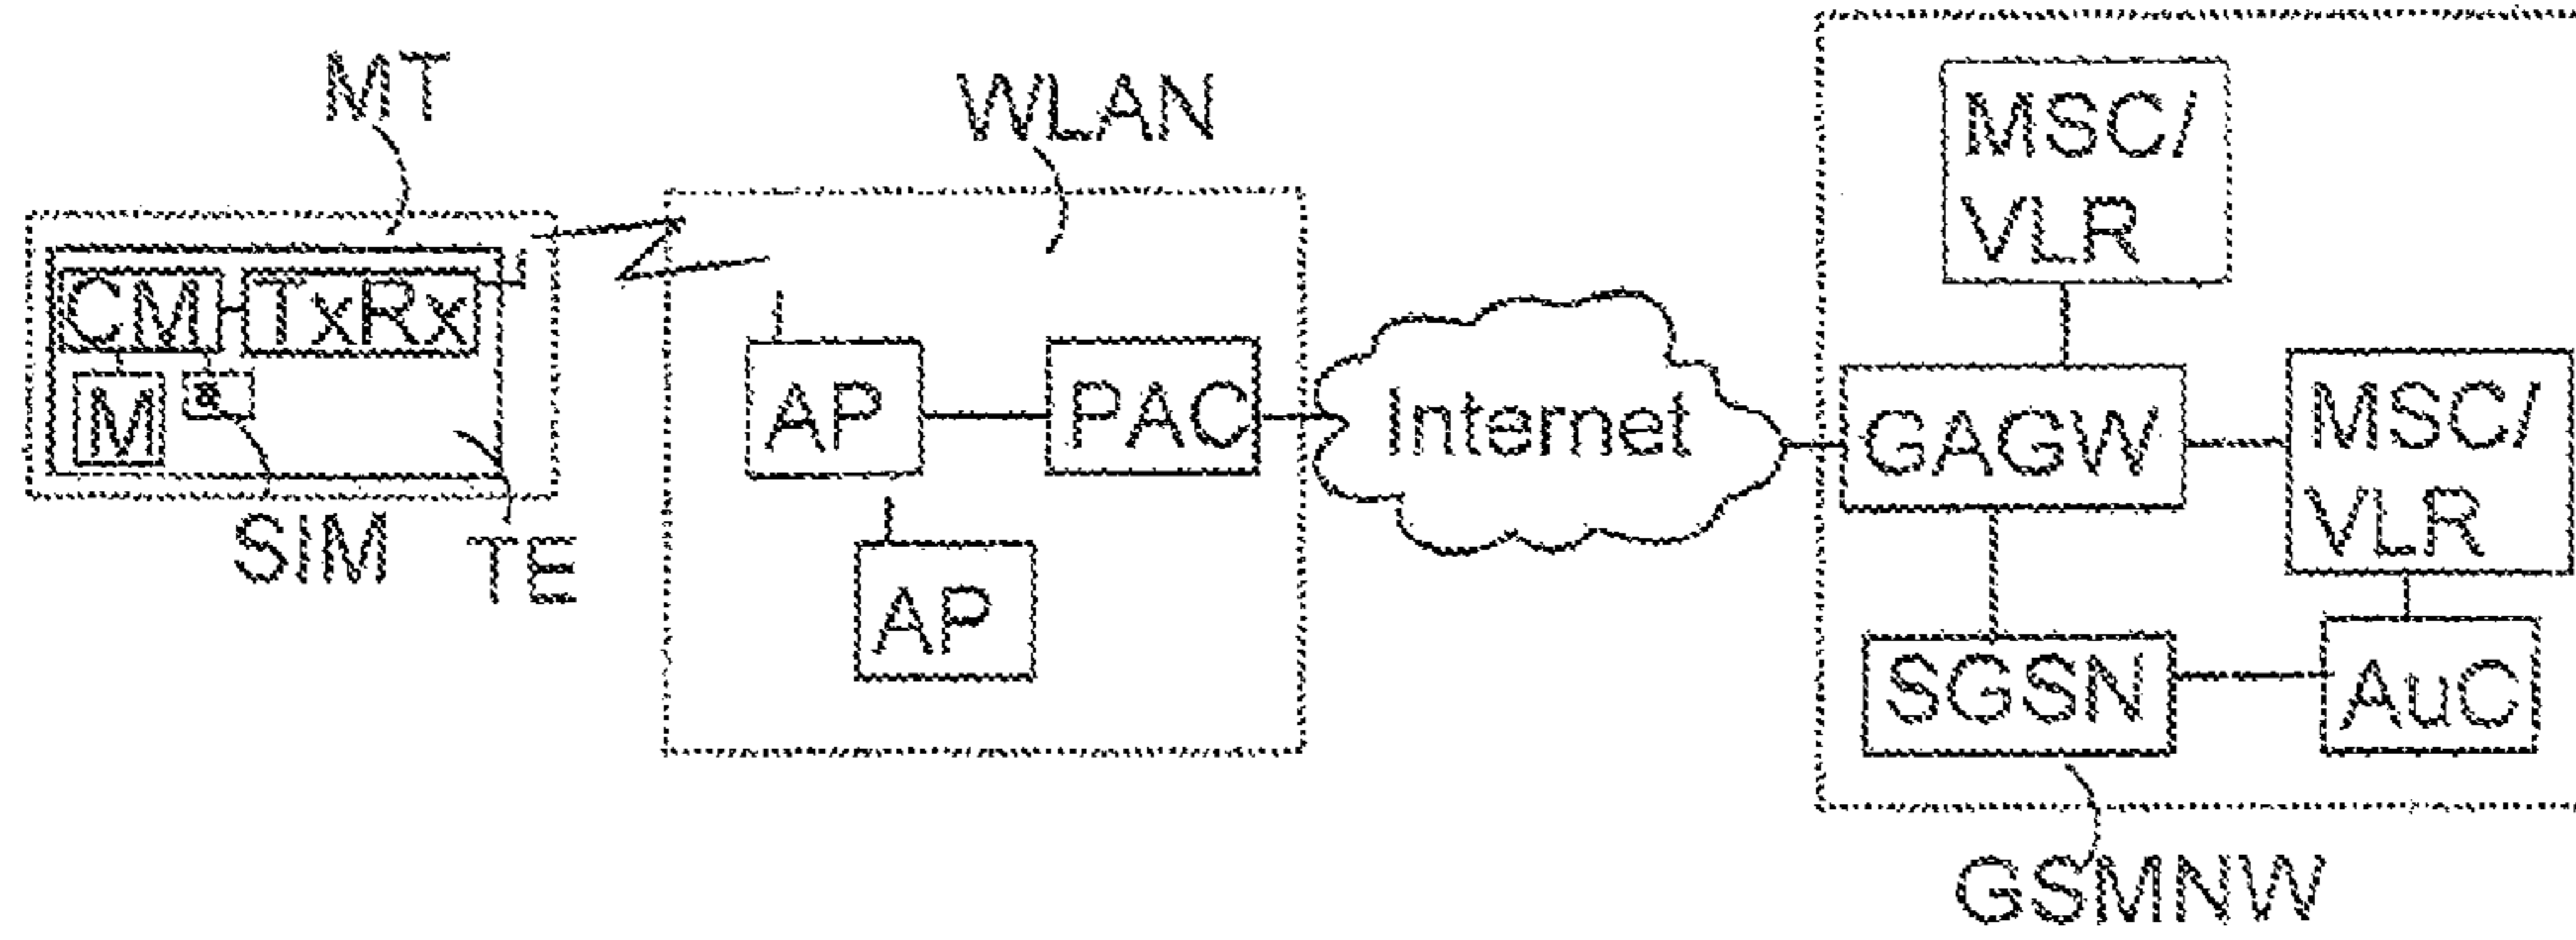 MT
WLAN
MSC/
VLR
CM
TxRx
M
AP
PAC
Internet
GAGW
MSC/
VLR
SIM
TE
AP
SGSN
AuC
GSMNW